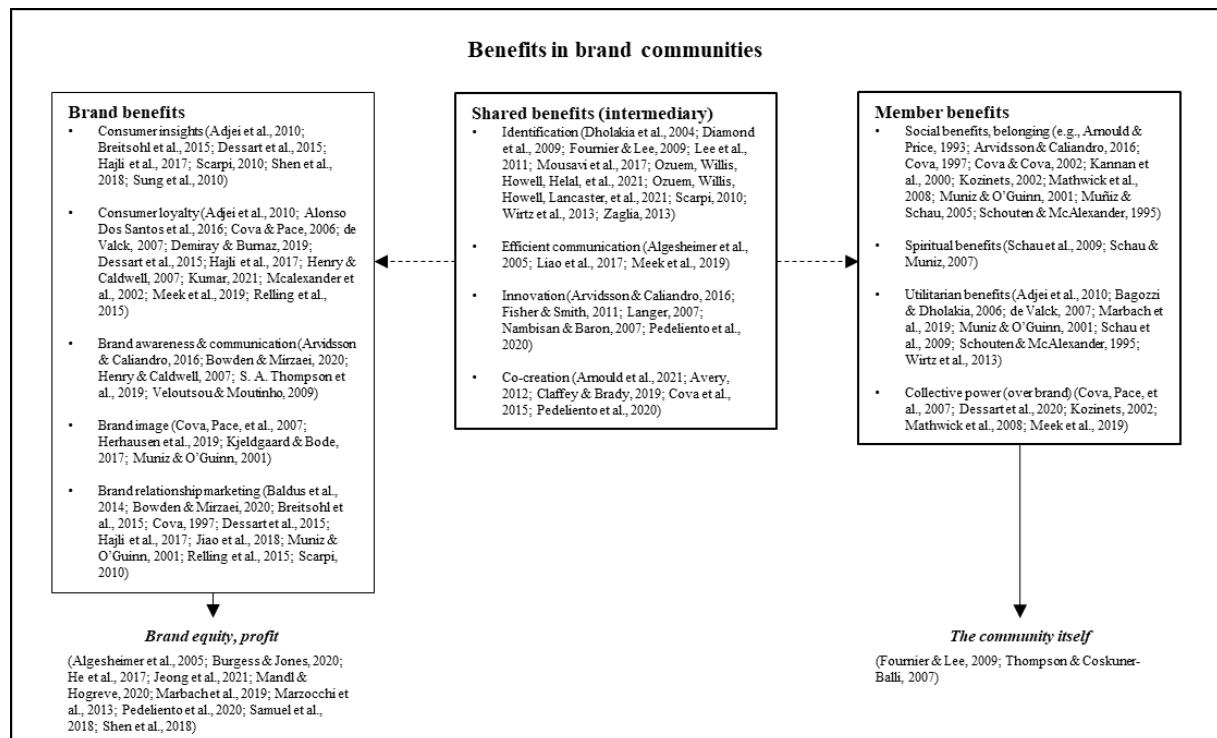 Benefits in brand communities
Brand benefits
• Consumer insights (Adjei et al., 2010;
Breitsohl et al., 2015; Dessart et al., 2015;
Hajli et al., 2017; Scarpi, 2010; Shen et al.,
2018; Sung et al., 2010)
• Consumer loyalty (Adjei et al., 2010; Alonso
Dos Santos et al., 2016; Cova & Pace, 2006; de
Valck, 2007; Demiray & Burnaz, 2019;
Dessart et al., 2015; Hajli et al., 2017; Henry &
Caldwell, 2007; Kumar, 2021; Mcalexander et
al., 2002; Meek et al., 2019; Relling et al.,
2015)
• Brand awareness & communication (Arvidsson
& Caliandro, 2016; Bowden & Mirzaei, 2020;
Henry & Caldwell, 2007; S. A. Thompson et
al., 2019; Veloutsou & Moutinho, 2009)
• Brand image (Cova, Pace, et al., 2007;
Herhausen et al., 2019; Kjeldgaard & Bode,
2017; Muniz & O'Guinn, 2001)
• Brand relationship marketing (Baldus et al.,
2014; Bowden & Mirzaei, 2020; Breitsohl et
al., 2015; Cova, 1997; Dessart et al., 2015;
Hajli et al., 2017; Jiao et al., 2018; Muniz &
O'Guinn, 2001; Relling et al., 2015; Scarpi,
2010)
Brand equity, profit
(Algesheimer et al., 2005; Burgess & Jones, 2020;
He et al., 2017; Jeong et al., 2021; Mandl &
Hogreve, 2020; Marbach et al., 2019; Marzocchi et
al., 2013; Pedeliento et al., 2020; Samuel et al.,
2018; Shen et al., 2018)
Shared benefits (intermediary)
• Identification (Dholakia et al., 2004; Diamond
et al., 2009; Fournier & Lee, 2009; Lee et al.,
2011; Mousavi et al., 2017; Ozuem, Willis,
Howell, Helal, et al., 2021; Ozuem, Willis,
Howell, Lancaster, et al., 2021; Scarpi, 2010;
Wirtz et al., 2013; Zaglia, 2013)
• Efficient communication (Algesheimer et al.,
2005; Liao et al., 2017; Meek et al., 2019)
• Innovation (Arvidsson & Caliandro, 2016;
Fisher & Smith, 2011; Langer, 2007;
Nambisan & Baron, 2007; Pedeliento et al.,
2020)
• Co-creation (Arnould et al., 2021; Avery,
2012; Claffey & Brady, 2019; Cova et al.,
2015; Pedeliento et al., 2020)
Member benefits
• Social benefits, belonging (e.g., Arnould &
Price, 1993; Arvidsson & Caliandro, 2016;
Cova, 1997; Cova & Cova, 2002; Kannan et
al., 2000; Kozinets, 2002; Mathwick et al.,
2008; Muniz & O'Guinn, 2001; Muñiz &
Schau, 2005; Schouten & McAlexander, 1995)
• Spiritual benefits (Schau et al., 2009; Schau &
Muniz, 2007)
• Utilitarian benefits (Adjei et al., 2010; Bagozzi
& Dholakia, 2006; de Valck, 2007; Marbach
et al., 2019; Muniz & O'Guinn, 2001; Schau et
al., 2009; Schouten & McAlexander, 1995;
Wirtz et al., 2013)
• Collective power (over brand) (Cova, Pace, et
al., 2007; Dessart et al., 2020; Kozinets, 2002;
Mathwick et al., 2008; Meek et al., 2019)
The community itself
(Fournier & Lee, 2009; Thompson & Coskuner-
Balli, 2007)